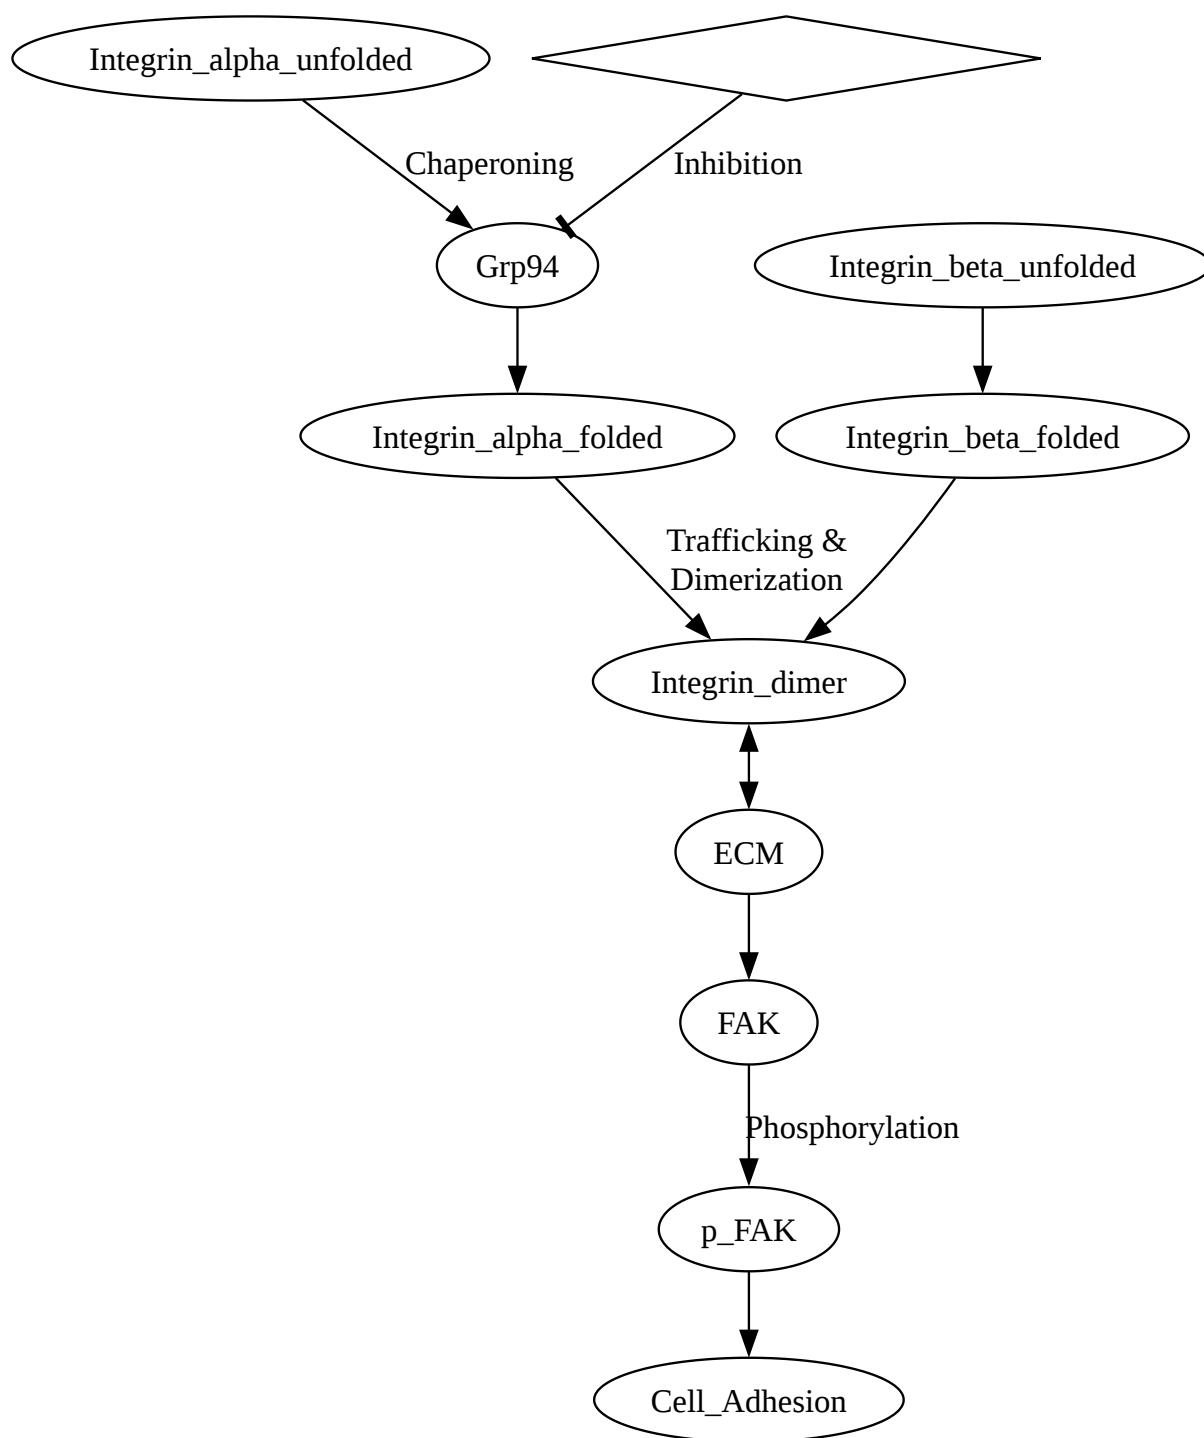 Integrin_alpha_unfolded
Chaperoning
Inhibition
Grp94
Integrin_beta_unfolded
Integrin_alpha_folded
Integrin_beta_folded
Trafficking &
Dimerization
Integrin_dimer
ECM
FAK
Phosphorylation
p_FAK
Cell_Adhesion